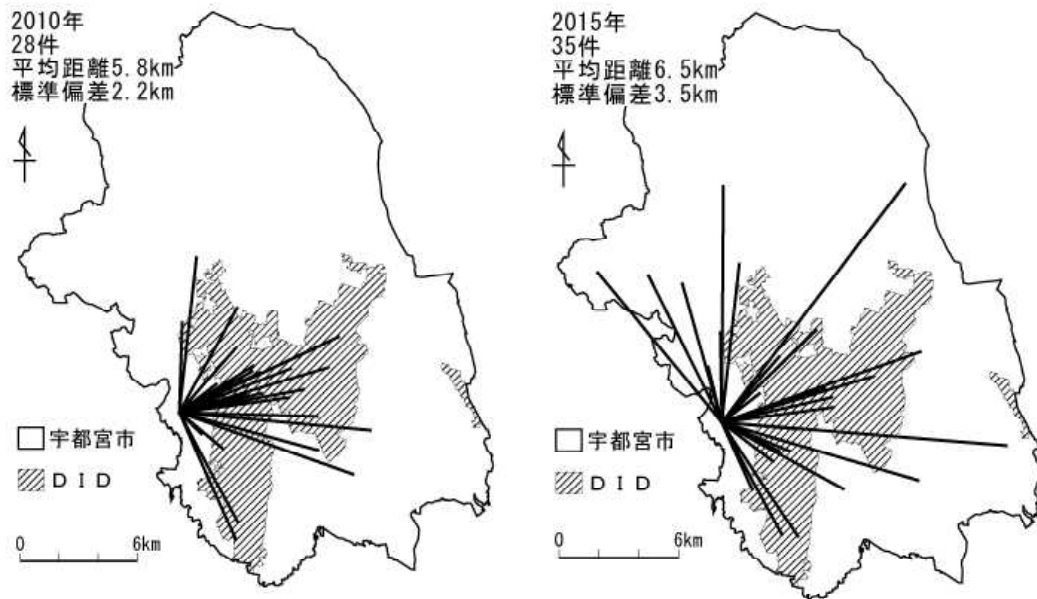 2010年
28件
平均距離5.8km
標準偏差2.2km
宇都宮市
DID
0 6km
2015年
35件
平均距離6.5km
標準偏差3.5km
宇都宮市
DID
0 6km